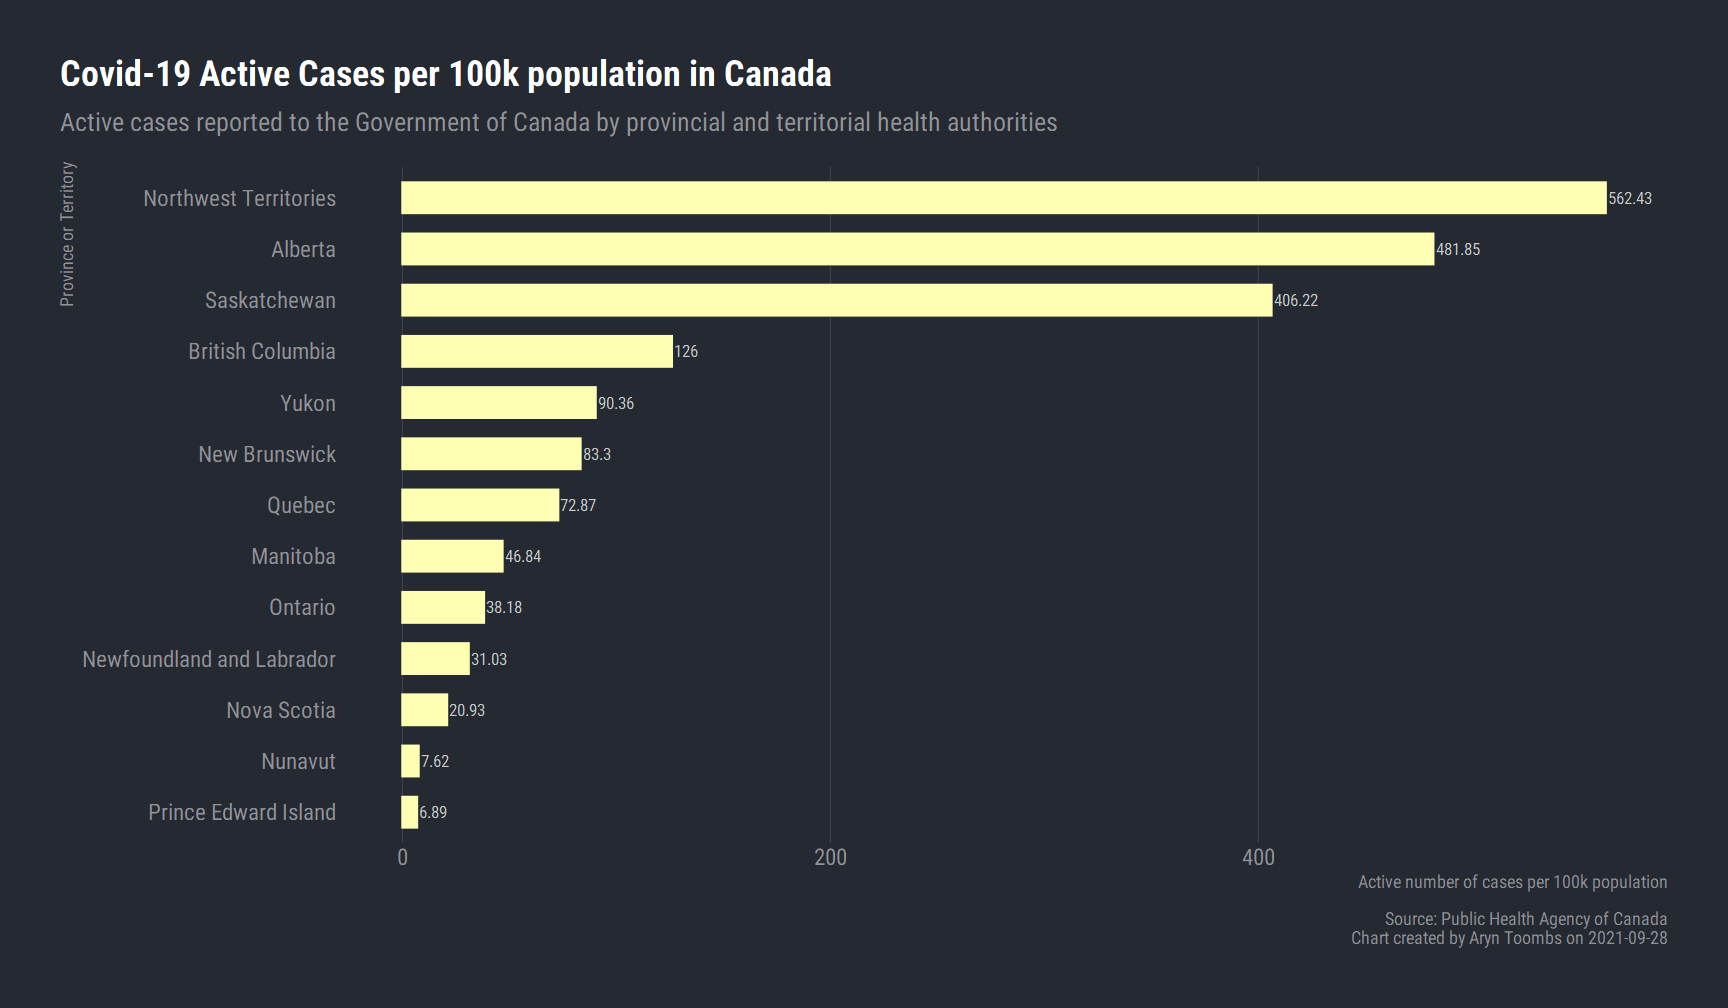 Covid-19 Active Cases per 100k population in Canada
Active cases reported to the Government of Canada by provincial and territorial health authorities
Province or Territory
Northwest Territories 562.43
Alberta 481.85
Saskatchewan 406.22
British Columbia 126
Yukon 90.36
New Brunswick 83.3
Quebec 72.87
Manitoba 46.84
Ontario 38.18
Newfoundland and Labrador 31.03
Nova Scotia 20.93
Nunavut 7.62
Prince Edward Island 6.89
0 200 400
Active number of cases per 100k population
Source: Public Health Agency of Canada
Chart created by Aryn Toombs on 2021-09-28